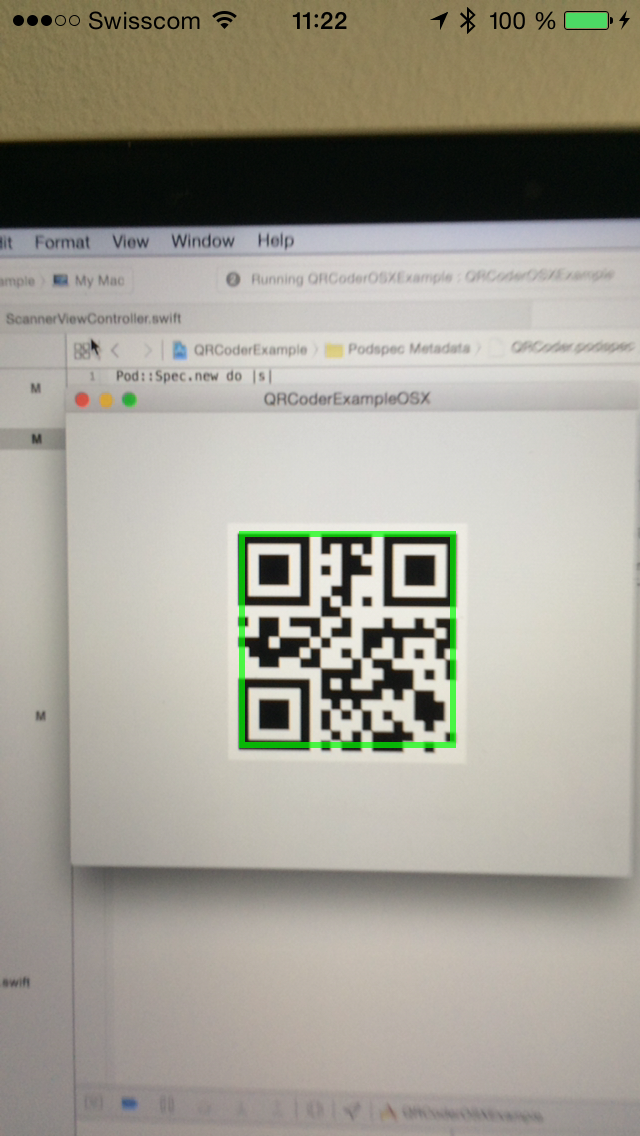 Swisscom 11:22 100 %
dit Format View Window Help
ample My Mac 2 Running QRCoderOSXExample : QRCoderOSXExample
ScannerViewController.swift
QRCoderExample Podspec Metadata QRCoder.podspec
1 Pod::Spec.new do |s|
M
QRCoderExampleOSX
M
M
.swift
QRCoderOSXExample